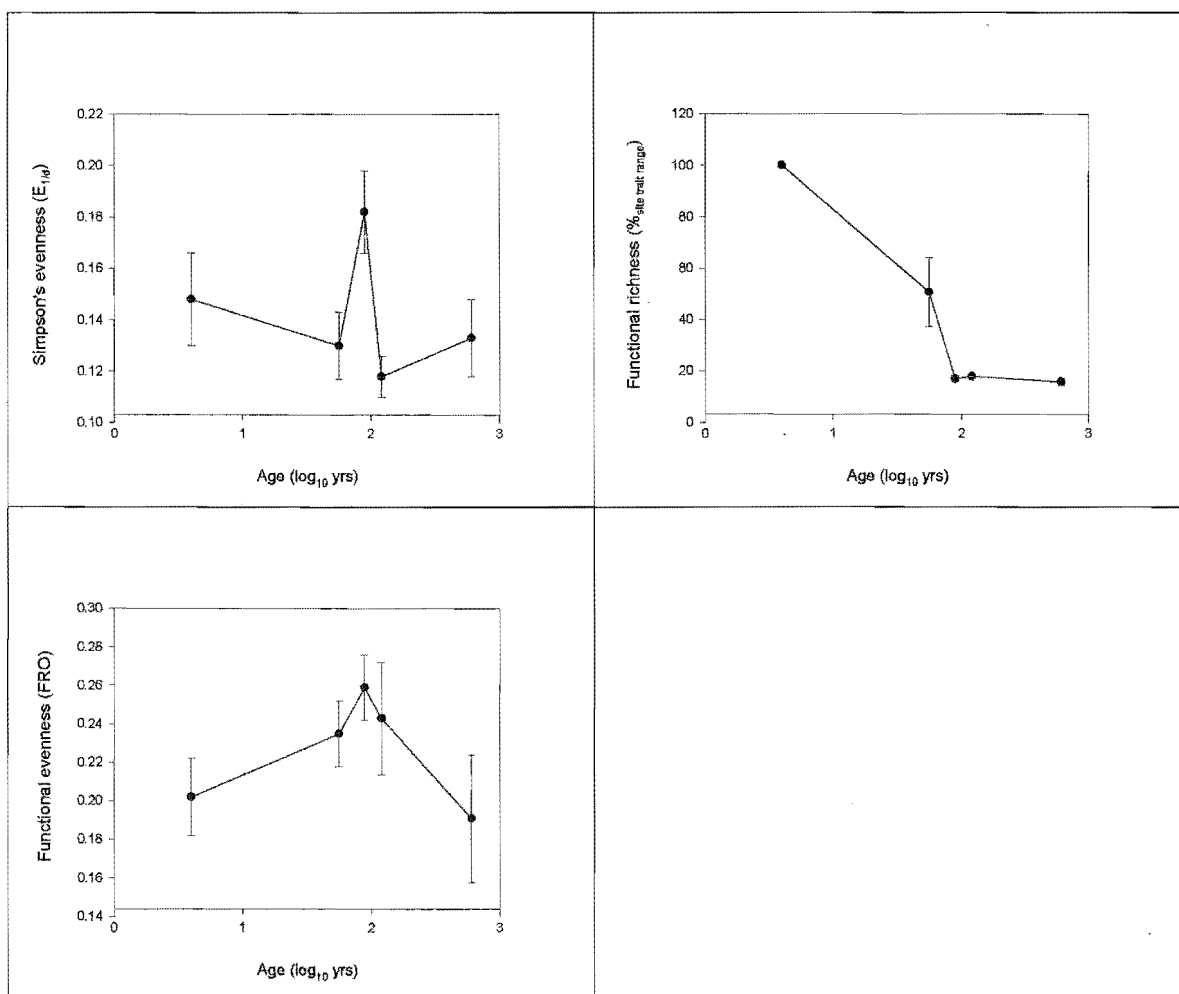 0.22
0.20
0.18
0.16
0.14
0.12
0.10
Simpson's evenness (E1/d)
0 1 2 3
Age (log10 yrs)
120
100
80
60
40
20
0
Functional richness (%site trait range)
0 1 2 3
Age (log10 yrs)
0.30
0.28
0.26
0.24
0.22
0.20
0.18
0.16
0.14
Functional evenness (FRO)
0 1 2 3
Age (log10 yrs)